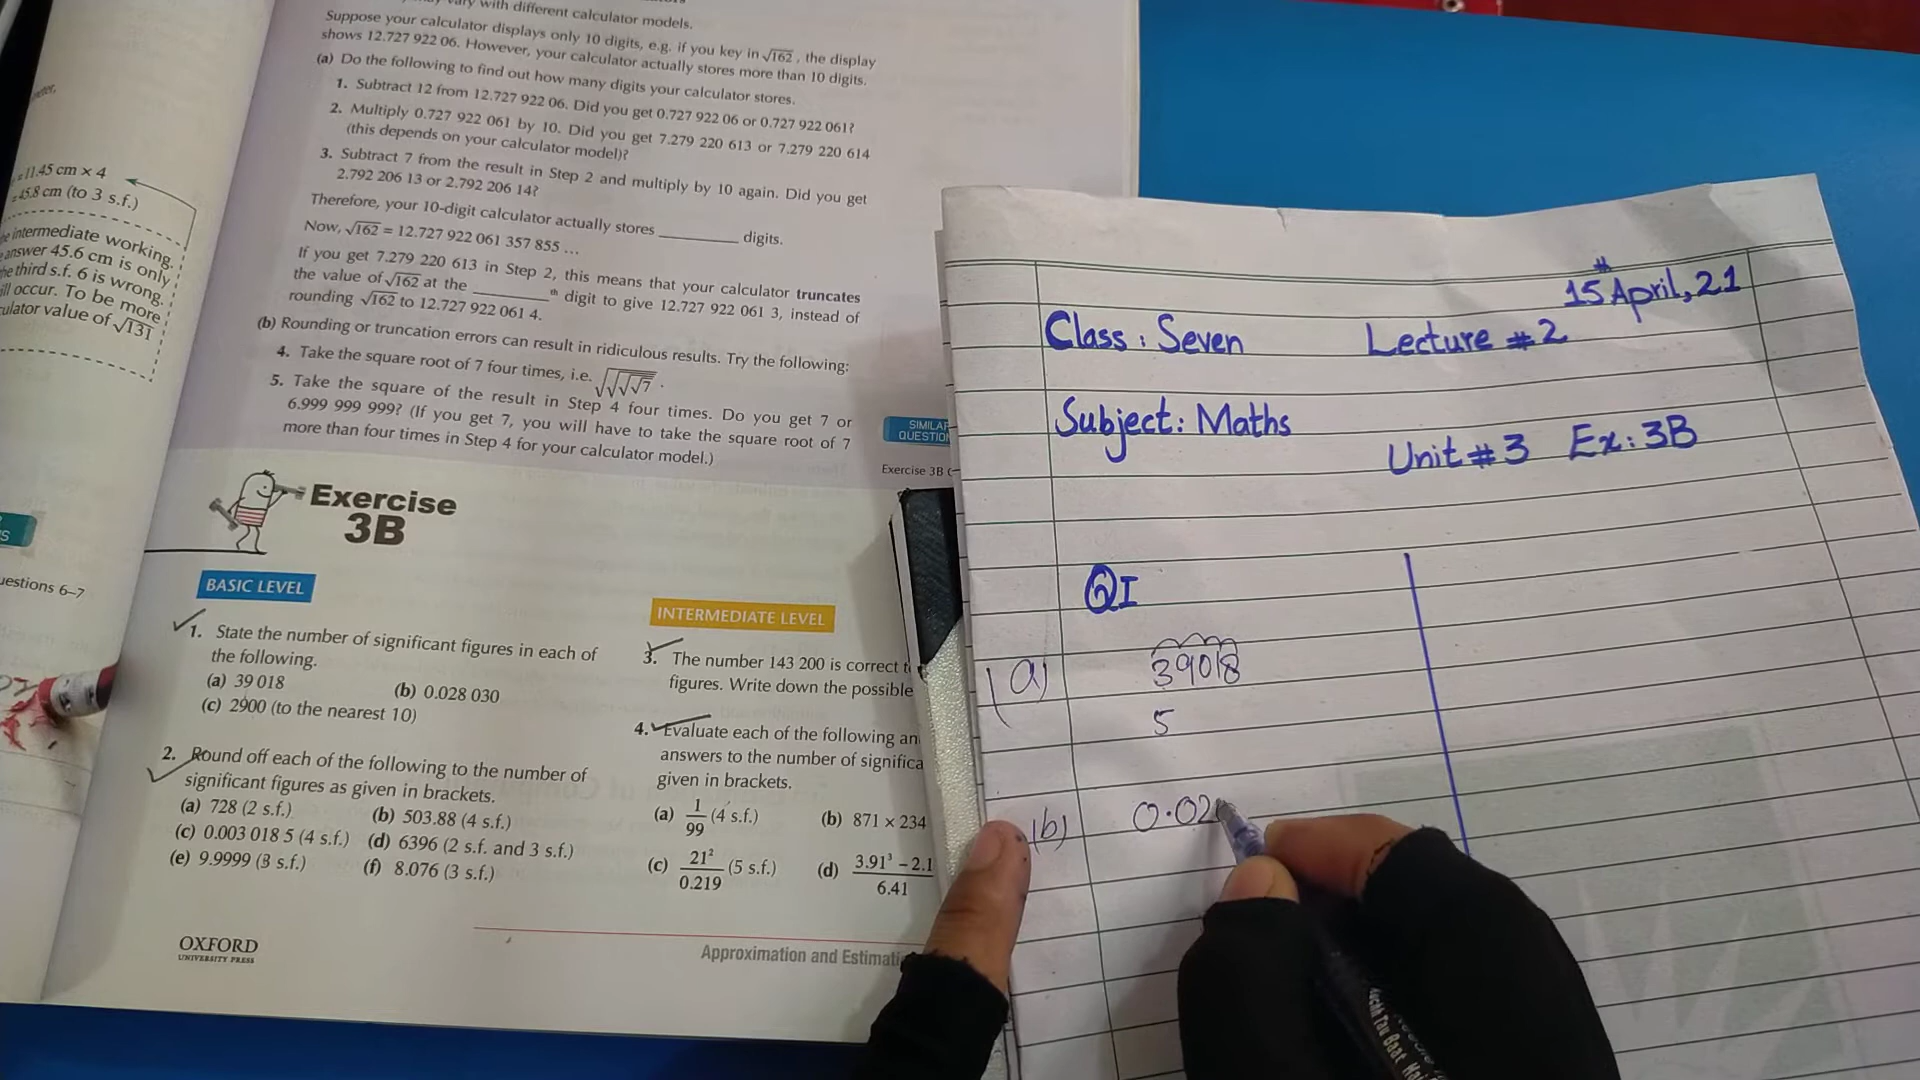 with different calculator models.
Suppose your calculator displays only 10 digits, e.g. if you key in √162, the display
shows 12.727 922 06. However, your calculator actually stores more than 10 digits.
(a) Do the following to find out how many digits your calculator stores.
1. Subtract 12 from 12.727 922 06. Did you get 0.727 922 06 or 0.727 922 061?
2. Multiply 0.727 922 061 by 10. Did you get 7.279 220 613 or 7.279 220 614
(this depends on your calculator model)?
3. Subtract 7 from the result in Step 2 and multiply by 10 again. Did you get
2.792 206 13 or 2.792 206 14?
Therefore, your 10-digit calculator actually stores ________ digits.
Now, √162 = 12.727 922 061 357 855 ...
If you get 7.279 220 613 in Step 2, this means that your calculator truncates
the value of √162 at the ________th digit to give 12.727 922 061 3, instead of
rounding √162 to 12.727 922 061 4.
(b) Rounding or truncation errors can result in ridiculous results. Try the following:
4. Take the square root of 7 four times, i.e. √√√√7.
5. Take the square of the result in Step 4 four times. Do you get 7 or
6.999 999 999? (If you get 7, you will have to take the square root of 7
more than four times in Step 4 for your calculator model.)
= 11.45 cm × 4
= 45.8 cm (to 3 s.f.)
intermediate working,
answer 45.6 cm is only
third s.f. 6 is wrong.
occur. To be more
value of √131
Questions 6–7
SIMILAR
QUESTION
Exercise 3B
Exercise
3B
BASIC LEVEL
1. State the number of significant figures in each of
the following.
(a) 39 018
(b) 0.028 030
(c) 2900 (to the nearest 10)
2. Round off each of the following to the number of
significant figures as given in brackets.
(a) 728 (2 s.f.)
(b) 503.88 (4 s.f.)
(c) 0.003 018 5 (4 s.f.)
(d) 6396 (2 s.f. and 3 s.f.)
(e) 9.9999 (3 s.f.)
(f) 8.076 (3 s.f.)
INTERMEDIATE LEVEL
3. The number 143 200 is correct
figures. Write down the possible
4. Evaluate each of the following
answers to the number of
given in brackets.
(a) 1/99 (4 s.f.)
(b) 871 × 234
(c) 21²/0.219 (5 s.f.)
(d) 3.91³ – 2.1/6.41
OXFORD
UNIVERSITY PRESS
Approximation and
15 April, 21
Class: Seven
Lecture #2
Subject: Maths
Unit #3 Ex: 3B
Q1
(a) 39018
5
(b) 0.02